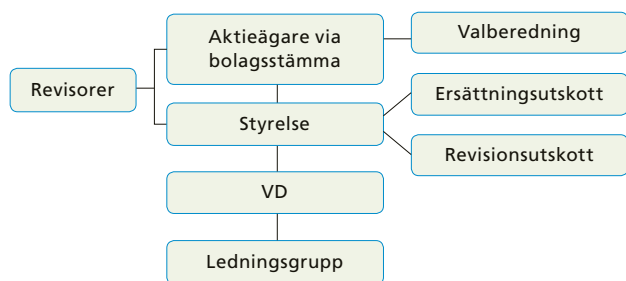 Aktieägare via
bolagsstämma
Valberedning
Revisorer
Ersättningsutskott
Styrelse
Revisionsutskott
VD
Ledningsgrupp